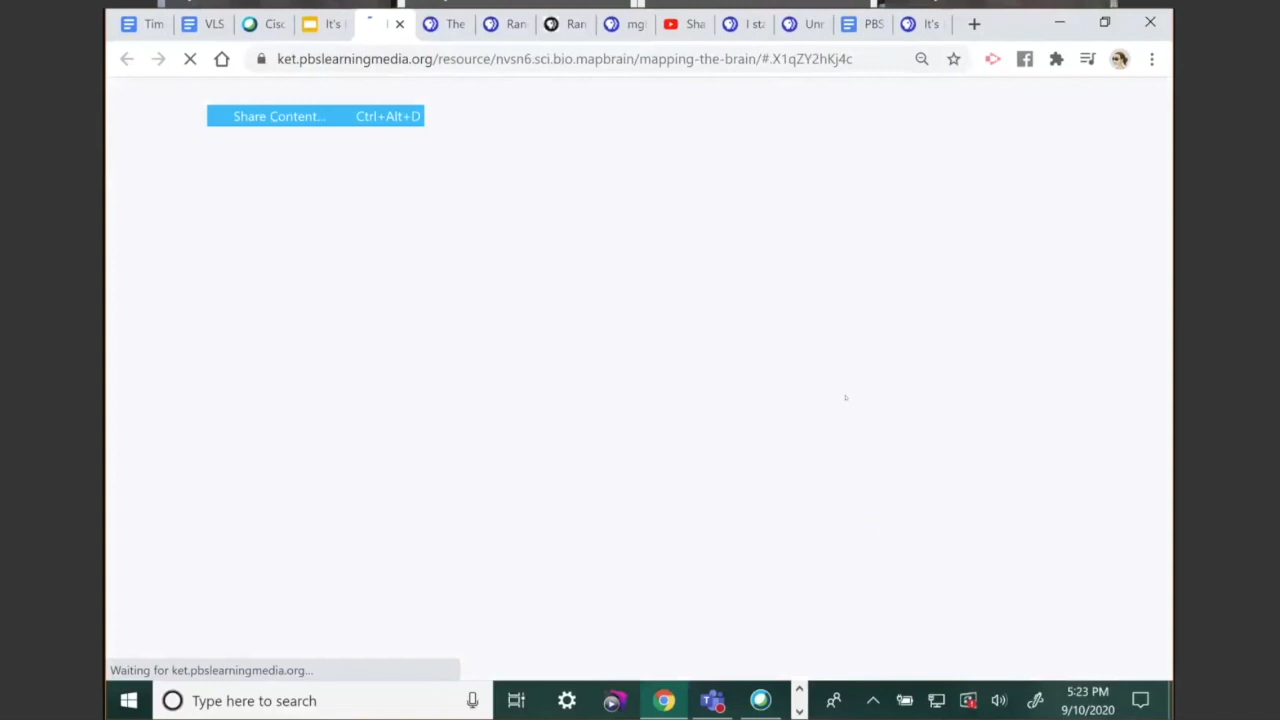 Tim VLS Cisc It's The Ran Ran mg Sha I sta Unr PBS It's
ket.pbslearningmedia.org/resource/nvsn6.sci.bio.mapbrain/mapping-the-brain/#.X1qZY2hKj4c
Share Content... Ctrl+Alt+D
Waiting for ket.pbslearningmedia.org...
Type here to search
5:23 PM
9/10/2020